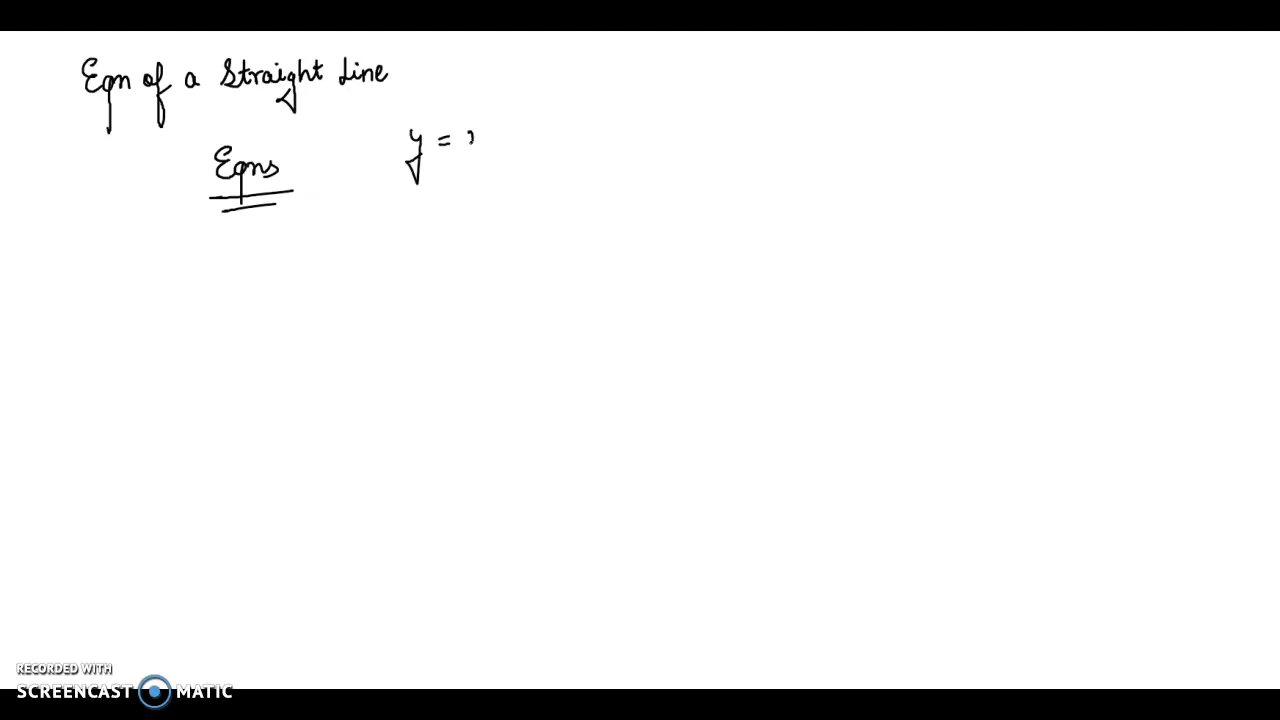 Eqn of a Straight Line
Eqns
y =
RECORDED WITH
SCREENCAST MATIC